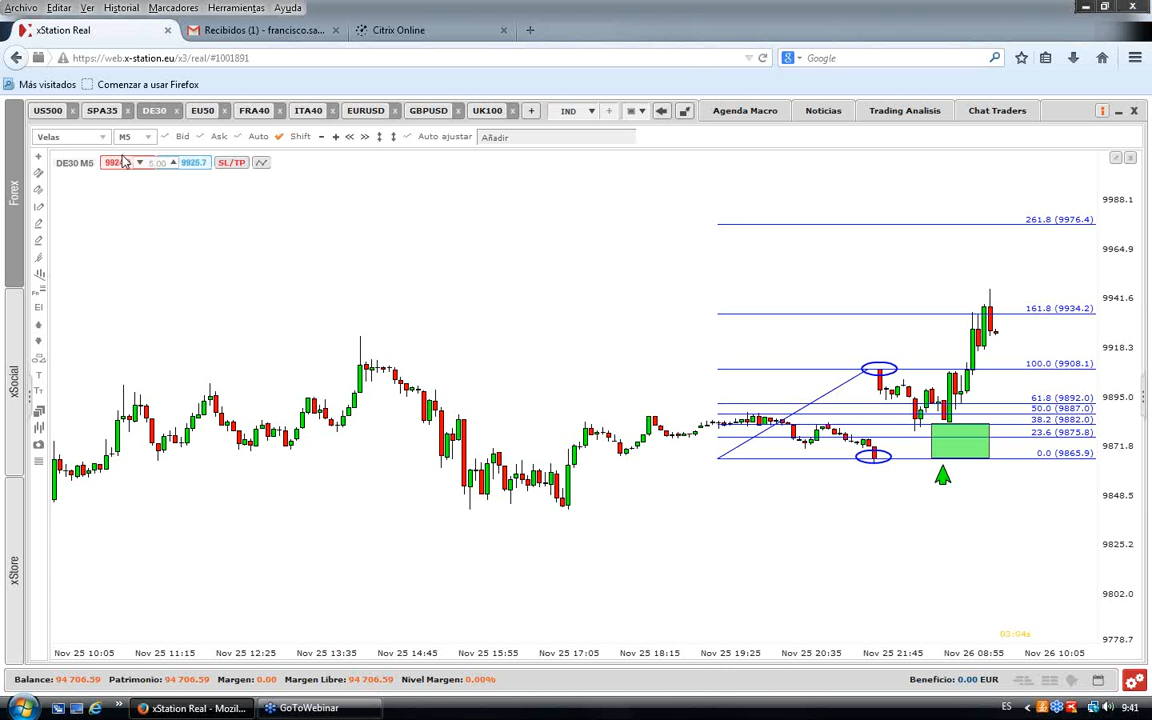 Archivo Editar Ver Historial Marcadores Herramientas Ayuda
xStation Real × Recibidos (1) - francisco.sa... × Citrix Online × +
https://web.x-station.eu/x3/real/#1001891 Google
Más visitados Comenzar a usar Firefox
US500 x SPA35 x DE30 x EU50 x FRA40 x ITA40 x EURUSD x GBPUSD x UK100 x + IND + Agenda Macro Noticias Trading Analisis Chat Traders
Velas M5 Bid Ask Auto Shift Auto ajustar Añadir
DE30 M5 5.00 9925.7 SL/TP
Forex
xSocial
xStore
Fn
EI
T
TT
9988.1
261.8 (9976.4)
9964.9
9941.6
161.8 (9934.2)
9918.3
100.0 (9908.1)
9895.0
61.8 (9892.0)
50.0 (9887.0)
38.2 (9882.0)
23.6 (9875.8)
9871.8
0.0 (9865.9)
9848.5
9825.2
9802.0
9778.7
03:04s
Nov 25 10:05 Nov 25 11:15 Nov 25 12:25 Nov 25 13:35 Nov 25 14:45 Nov 25 15:55 Nov 25 17:05 Nov 25 18:15 Nov 25 19:25 Nov 25 20:35 Nov 25 21:45 Nov 26 08:55 Nov 26 10:05
Balance: 94 706.59 Patrimonio: 94 706.59 Margen: 0.00 Margen Libre: 94 706.59 Nivel Margen: 0.00% Beneficio: 0.00 EUR
xStation Real - Mozil... GoToWebinar ES 9:41